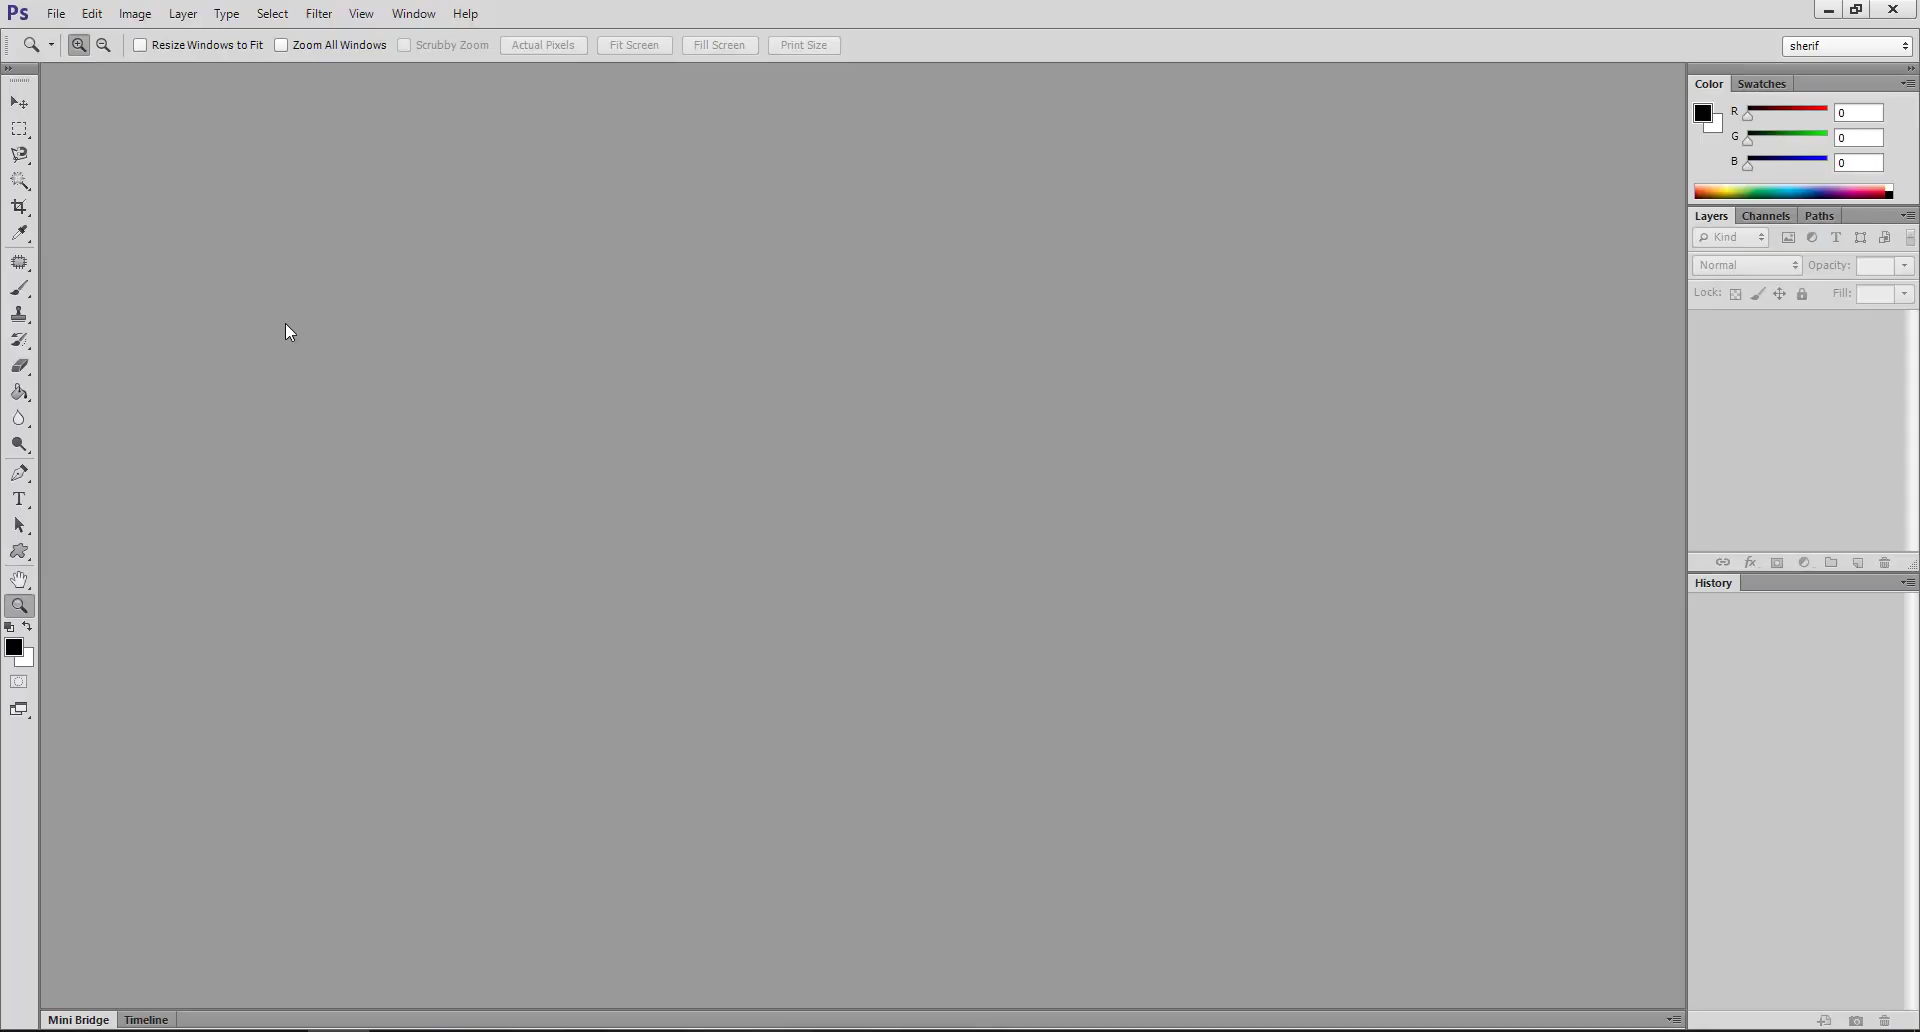 Ps File Edit Image Layer Type Select Filter View Window Help
Resize Windows to Fit Zoom All Windows Scrubby Zoom Actual Pixels Fit Screen Fill Screen Print Size sherif
Color Swatches
R 0
G 0
B 0
Layers Channels Paths
Kind T
Normal Opacity:
Lock: Fill:
fx
History
T
Mini Bridge Timeline